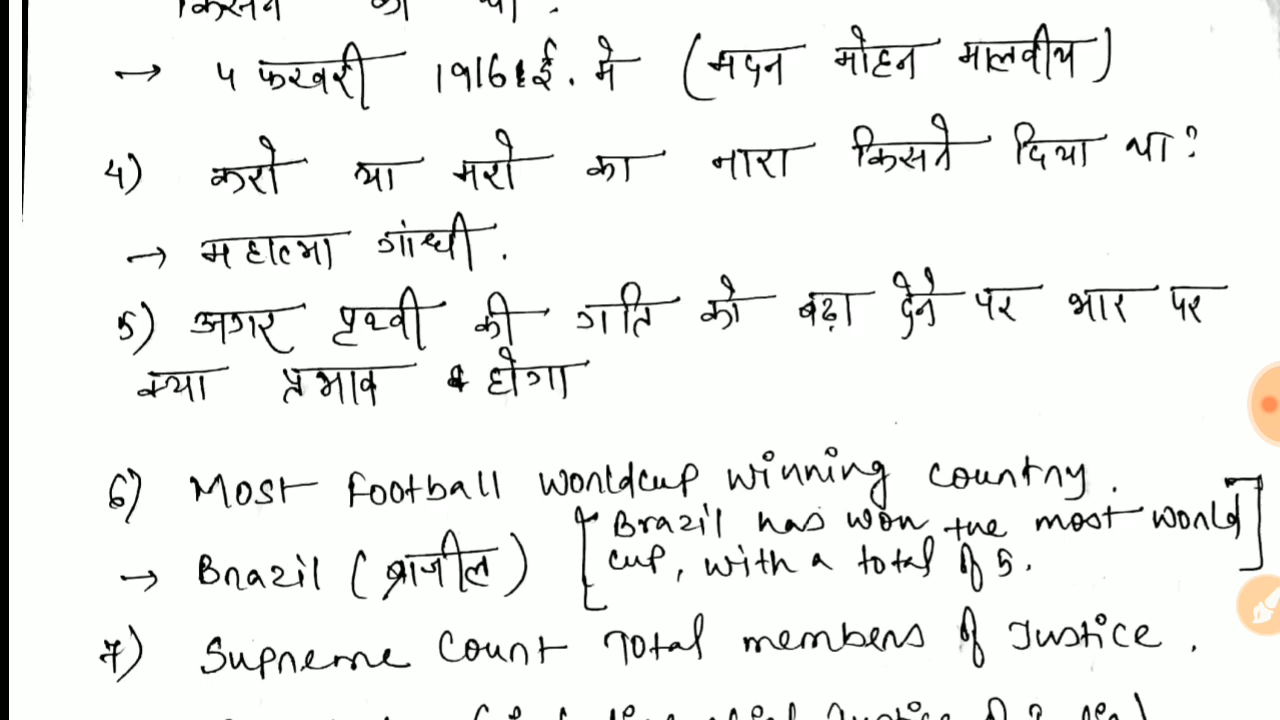 किसने की थी ?
→ 4 फरवरी 1916 ई. मे (मदन मोहन मालवीय)
4) करो या मरो का नारा किसने दिया था?
→ महात्मा गांधी.
5) अगर पृथ्वी की गति को बढ़ा देने पर भार पर
क्या प्रभाव होगा
6) Most Football worldcup winning country.
→ Brazil (ब्राजील) [Brazil has won the most world
cup, with a total of 5.]
7) Supreme Court Total members of Justice.